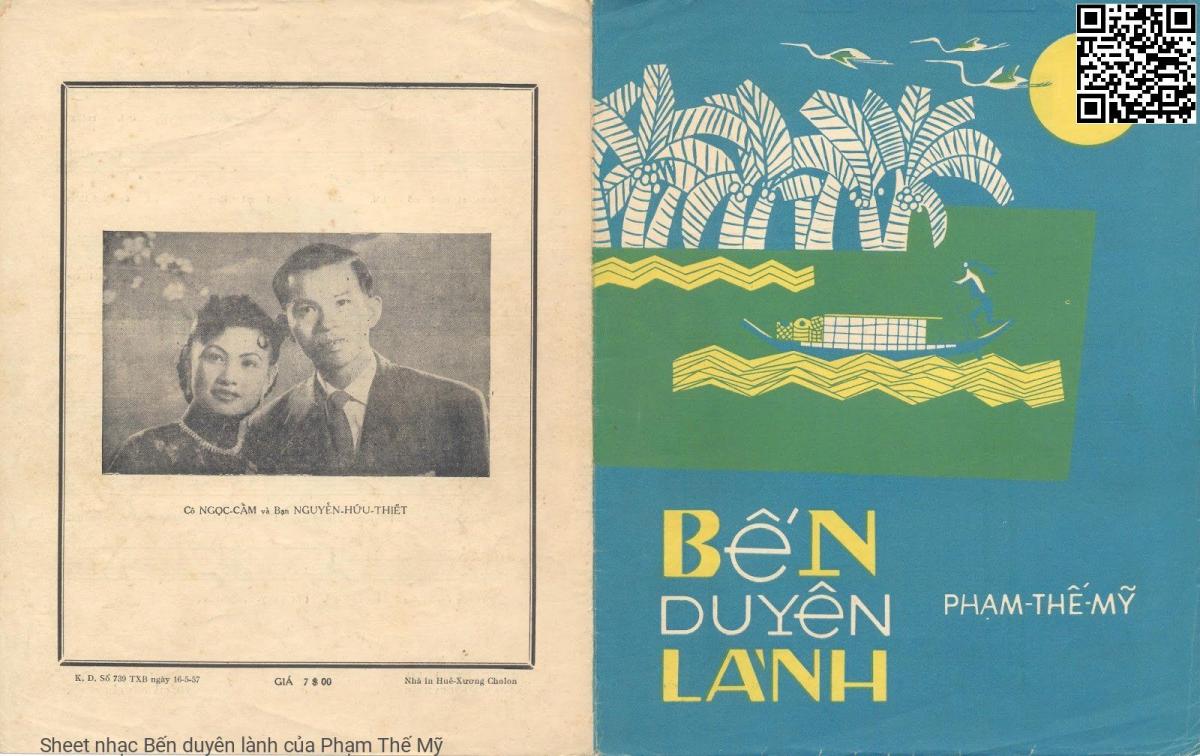 Cô NGỌC-CẦM và Bạn NGUYỄN-HỮU-THIẾT
K. D. Số 739 TXB ngày 16-5-57
GIÁ 7 $ 00
Nhà in Huê-Xương Cholon
BẾN
DUYÊN
LÀNH
PHẠM-THẾ-MỸ
Sheet nhạc Bến duyên lành của Phạm Thế Mỹ